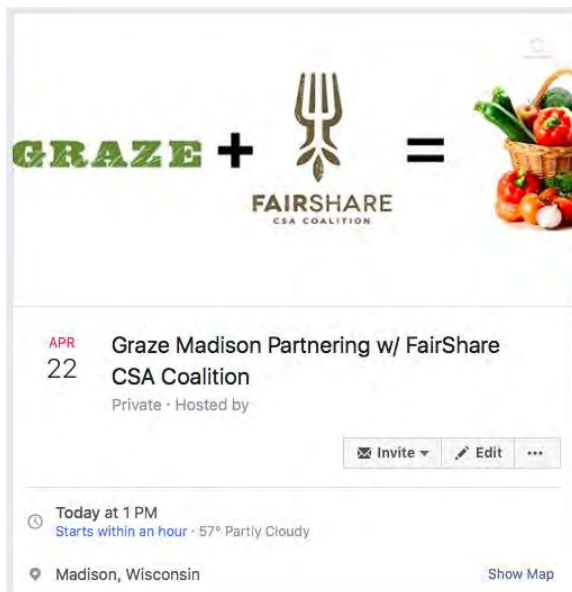 GRAZE + FAIRSHARE =
CSA COALITION
APR
22
Graze Madison Partnering w/ FairShare
CSA Coalition
Private · Hosted by
Invite
Edit
...
Today at 1 PM
Starts within an hour · 57° Partly Cloudy
Madison, Wisconsin
Show Map